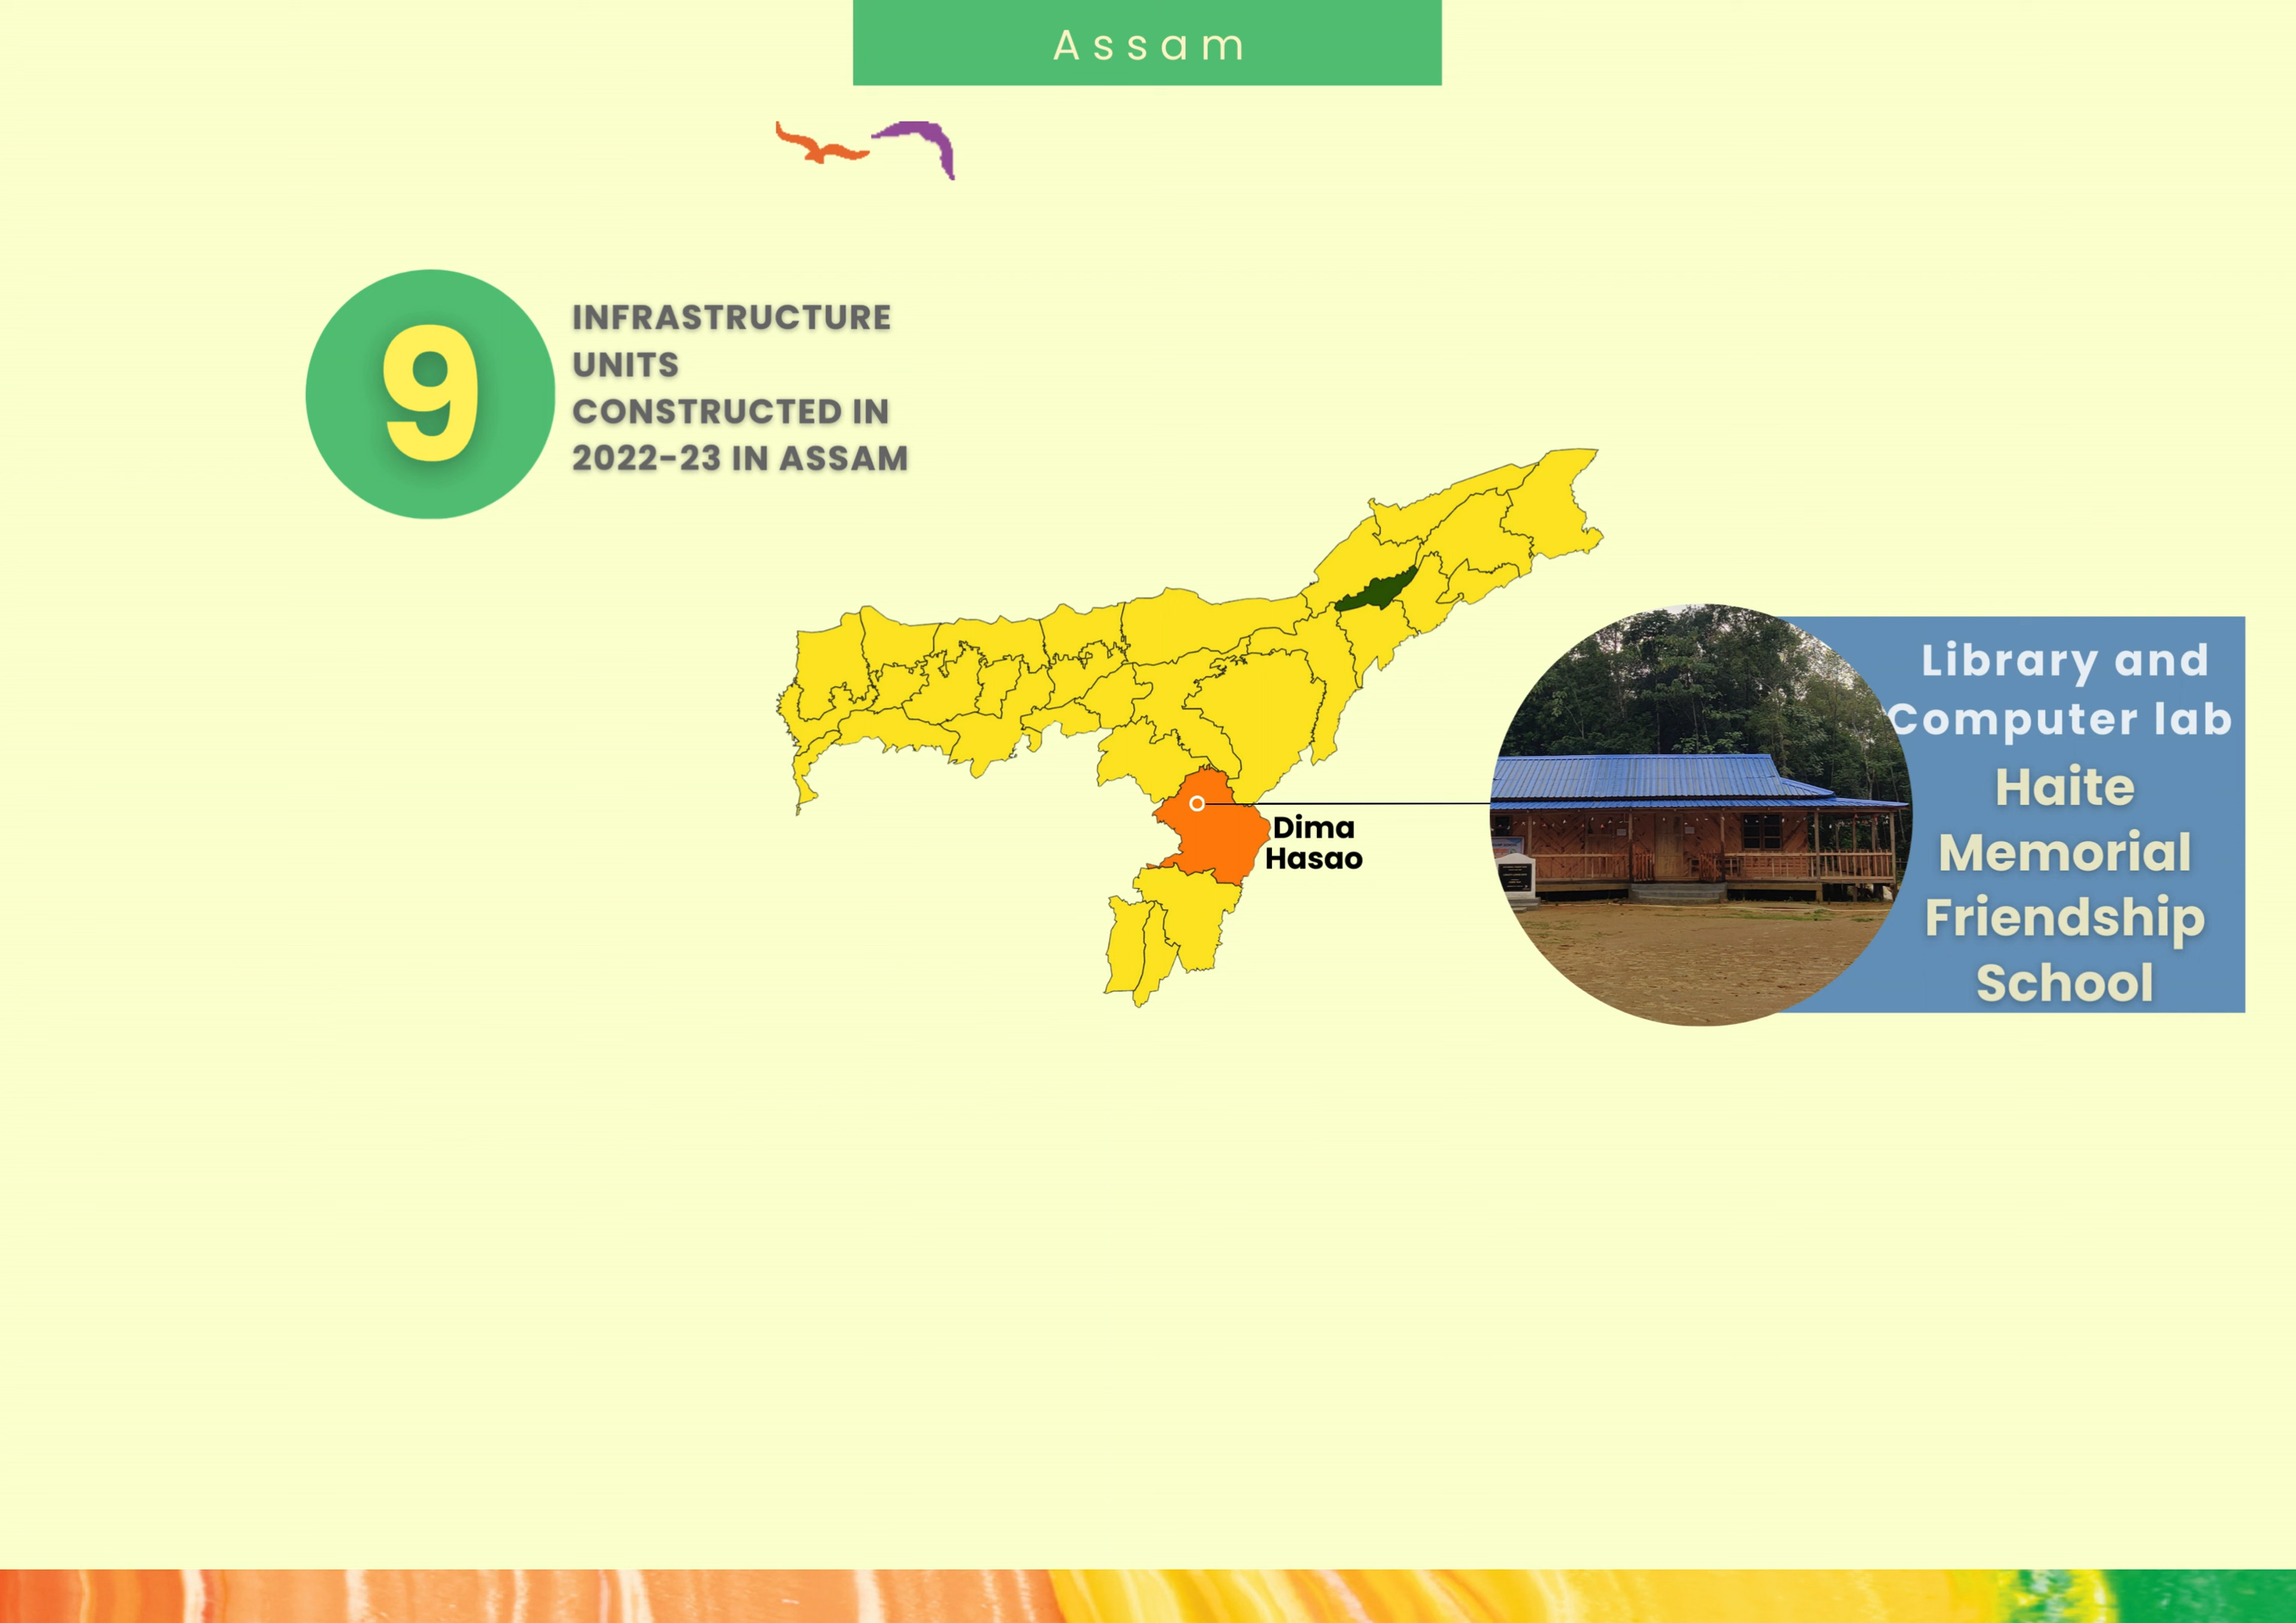 Assam
9
INFRASTRUCTURE
UNITS
CONSTRUCTED IN
2022-23 IN ASSAM
Dima
Hasao
Library and
Computer lab
Haite
Memorial
Friendship
School